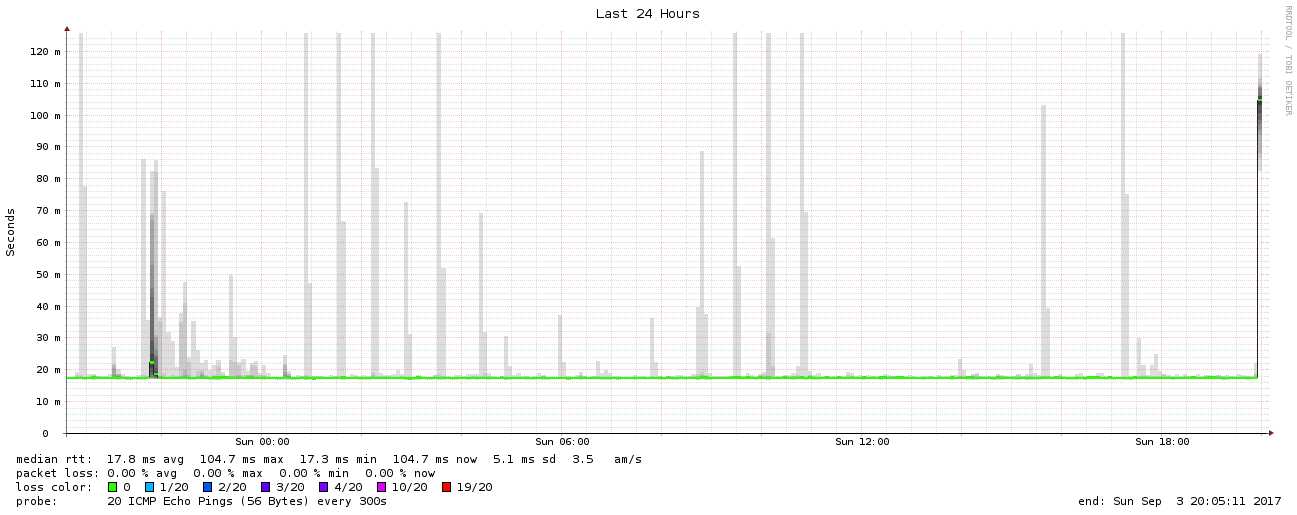 Last 24 Hours
RRDTOOL / TOBI OETIKER
Seconds
120 m
110 m
100 m
90 m
80 m
70 m
60 m
50 m
40 m
30 m
20 m
10 m
0
Sun 00:00 Sun 06:00 Sun 12:00 Sun 18:00
median rtt: 17.8 ms avg 104.7 ms max 17.3 ms min 104.7 ms now 5.1 ms sd 3.5 am/s
packet loss: 0.00 % avg 0.00 % max 0.00 % min 0.00 % now
loss color: 0 1/20 2/20 3/20 4/20 10/20 19/20
probe: 20 ICMP Echo Pings (56 Bytes) every 300s end: Sun Sep 3 20:05:11 2017